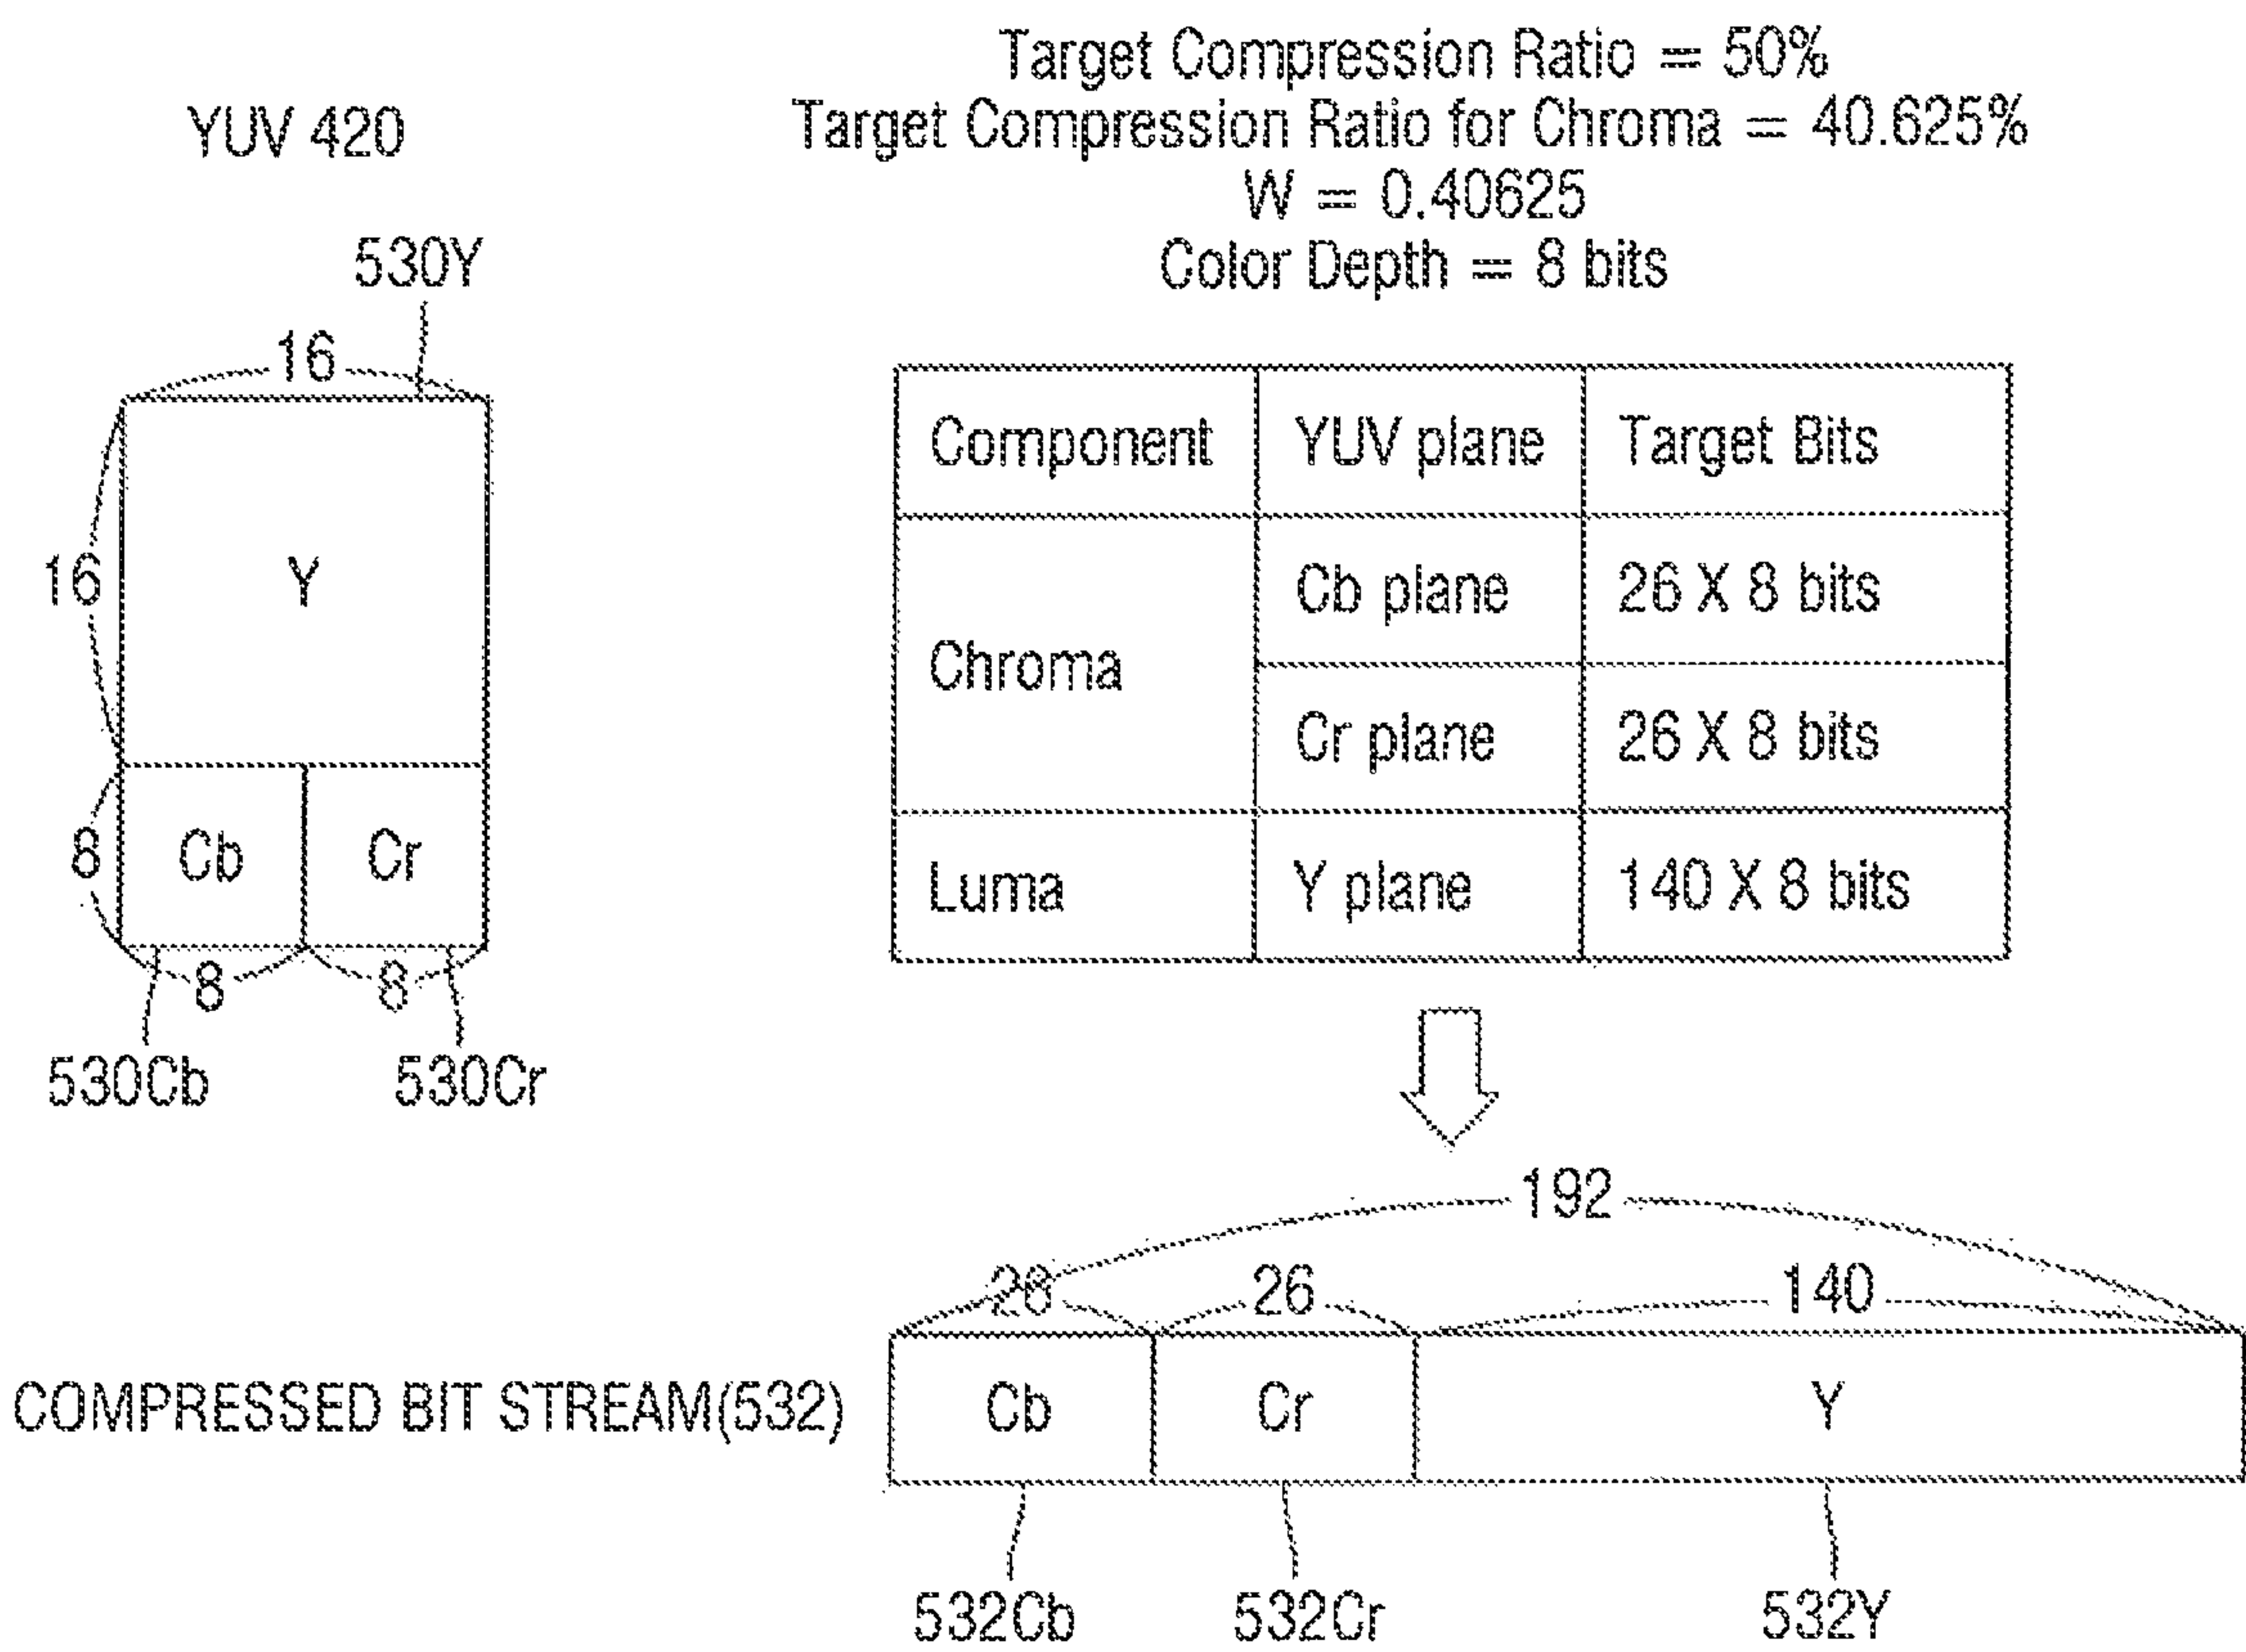 Target Compression Ratio = 50%
Target Compression Ratio for Chroma = 40.625%
W = 0.40625
Color Depth = 8 bits
YUV 420
530Y
16
16
Y
8
Cb
Cr
8
8
530Cb
530Cr
Component
YUV plane
Target Bits
Chroma
Cb plane
26 X 8 bits
Cr plane
26 X 8 bits
Luma
Y plane
140 X 8 bits
192
26
26
140
COMPRESSED BIT STREAM(532)
Cb
Cr
Y
532Cb
532Cr
532Y